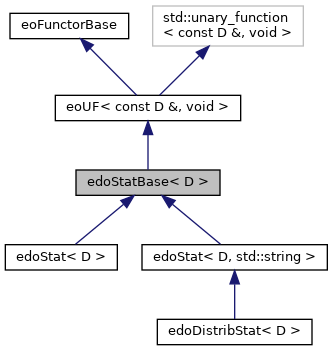 eoFunctorBase
std::unary_function
< const D &, void >
eoUF< const D &, void >
edoStatBase< D >
edoStat< D >
edoStat< D, std::string >
edoDistribStat< D >